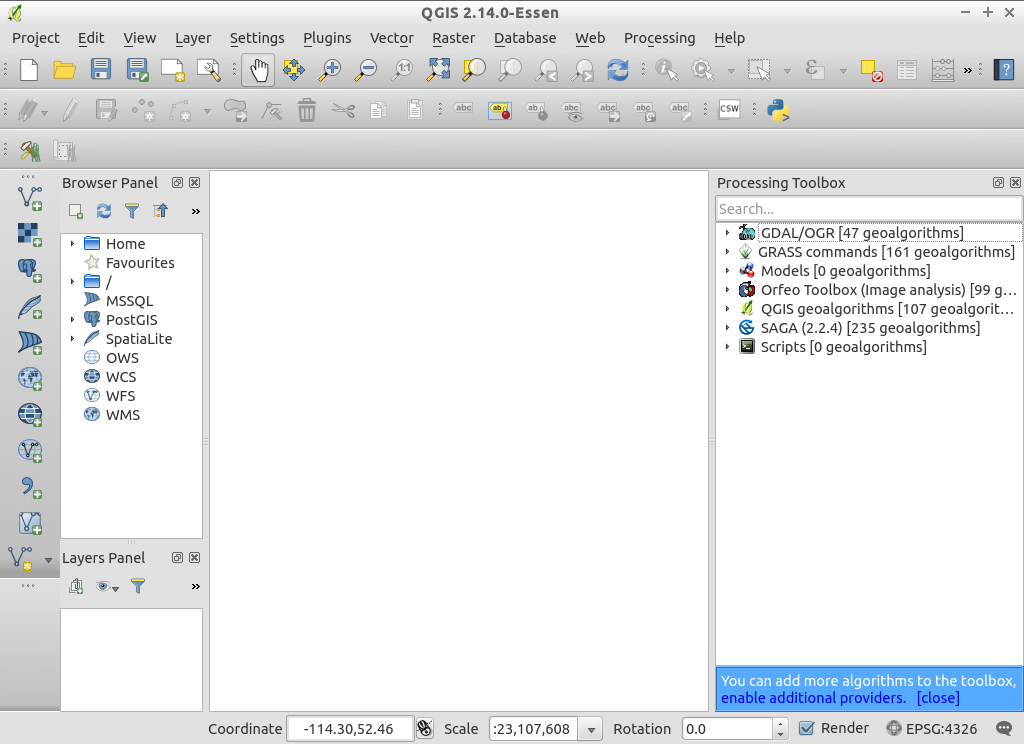 QGIS 2.14.0-Essen
Project Edit View Layer Settings Plugins Vector Raster Database Web Processing Help
1:1 » ?
abc ab abc abc abc abc abc CSW
Browser Panel
»
Home
Favourites
/
MSSQL
PostGIS
SpatiaLite
OWS
WCS
WFS
WMS
Layers Panel
»
Processing Toolbox
Search...
GDAL/OGR [47 geoalgorithms]
GRASS commands [161 geoalgorithms]
Models [0 geoalgorithms]
Orfeo Toolbox (Image analysis) [99 g...
QGIS geoalgorithms [107 geoalgorit...
SAGA (2.2.4) [235 geoalgorithms]
Scripts [0 geoalgorithms]
You can add more algorithms to the toolbox,
enable additional providers. [close]
Coordinate -114.30,52.46 Scale :23,107,608 Rotation 0.0 Render EPSG:4326